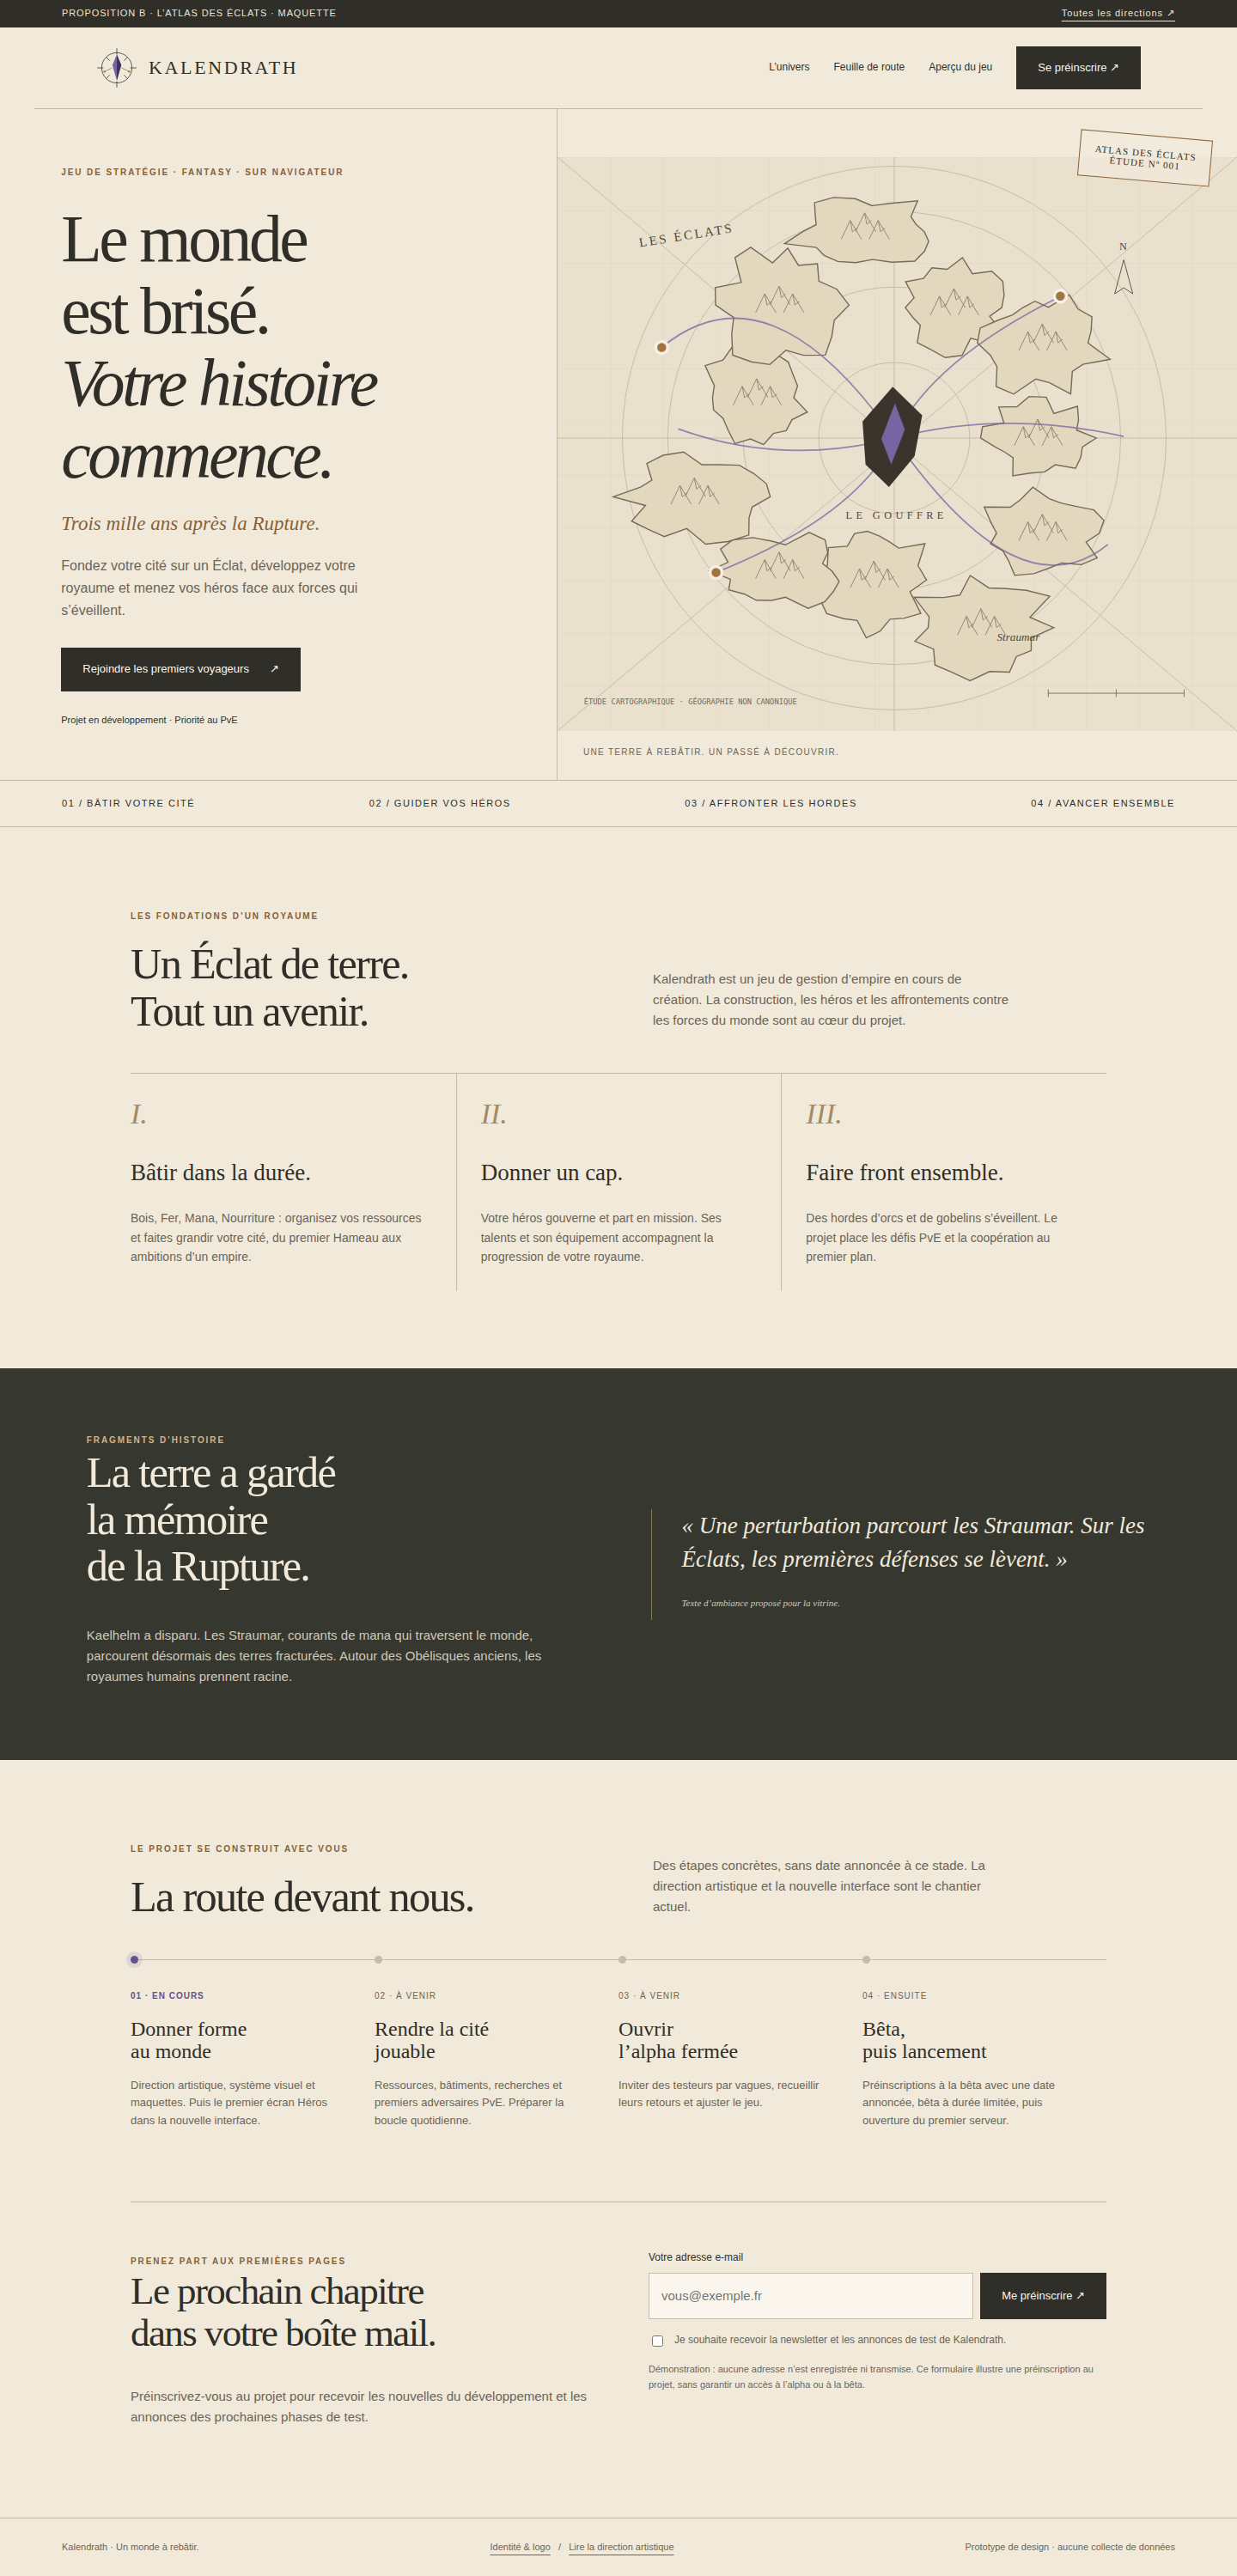 PROPOSITION B · L'ATLAS DES ÉCLATS · MAQUETTE
Toutes les directions ↗
KALENDRATH
L'univers
Feuille de route
Aperçu du jeu
Se préinscrire ↗
JEU DE STRATÉGIE · FANTASY · SUR NAVIGATEUR
Le monde
est brisé.
Votre histoire
commence.
Trois mille ans après la Rupture.
Fondez votre cité sur un Éclat, développez votre
royaume et menez vos héros face aux forces qui
s’éveillent.
Rejoindre les premiers voyageurs ↗
Projet en développement · Priorité au PvE
ATLAS DES ÉCLATS
ÉTUDE N° 001
LES ÉCLATS
N
LE GOUFFRE
Straumar
ÉTUDE CARTOGRAPHIQUE · GÉOGRAPHIE NON CANONIQUE
UNE TERRE À REBÂTIR. UN PASSÉ À DÉCOUVRIR.
01 / BÂTIR VOTRE CITÉ
02 / GUIDER VOS HÉROS
03 / AFFRONTER LES HORDES
04 / AVANCER ENSEMBLE
LES FONDATIONS D’UN ROYAUME
Un Éclat de terre.
Tout un avenir.
Kalendrath est un jeu de gestion d’empire en cours de
création. La construction, les héros et les affrontements contre
les forces du monde sont au cœur du projet.
I.
Bâtir dans la durée.
Bois, Fer, Mana, Nourriture : organisez vos ressources
et faites grandir votre cité, du premier Hameau aux
ambitions d’un empire.
II.
Donner un cap.
Votre héros gouverne et part en mission. Ses
talents et son équipement accompagnent la
progression de votre royaume.
III.
Faire front ensemble.
Des hordes d’orcs et de gobelins s’éveillent. Le
projet place les défis PvE et la coopération au
premier plan.
FRAGMENTS D’HISTOIRE
La terre a gardé
la mémoire
de la Rupture.
Kaelhelm a disparu. Les Straumar, courants de mana qui traversent le monde,
parcourent désormais des terres fracturées. Autour des Obélisques anciens, les
royaumes humains prennent racine.
« Une perturbation parcourt les Straumar. Sur les
Éclats, les premières défenses se lèvent. »
Texte d’ambiance proposé pour la vitrine.
LE PROJET SE CONSTRUIT AVEC VOUS
La route devant nous.
Des étapes concrètes, sans date annoncée à ce stade. La
direction artistique et la nouvelle interface sont le chantier
actuel.
01 · EN COURS
Donner forme
au monde
Direction artistique, système visuel et
maquettes. Puis le premier écran Héros
dans la nouvelle interface.
02 · À VENIR
Rendre la cité
jouable
Ressources, bâtiments, recherches et
premiers adversaires PvE. Préparer la
boucle quotidienne.
03 · À VENIR
Ouvrir
l’alpha fermée
Inviter des testeurs par vagues, recueillir
leurs retours et ajuster le jeu.
04 · ENSUITE
Bêta,
puis lancement
Préinscriptions à la bêta avec une date
annoncée, bêta à durée limitée, puis
ouverture du premier serveur.
PRENEZ PART AUX PREMIÈRES PAGES
Le prochain chapitre
dans votre boîte mail.
Préinscrivez-vous au projet pour recevoir les nouvelles du développement et les
annonces des prochaines phases de test.
Votre adresse e-mail
vous@exemple.fr
Me préinscrire ↗
Je souhaite recevoir la newsletter et les annonces de test de Kalendrath.
Démonstration : aucune adresse n’est enregistrée ni transmise. Ce formulaire illustre une préinscription au
projet, sans garantir un accès à l’alpha ou à la bêta.
Kalendrath · Un monde à rebâtir.
Identité & logo / Lire la direction artistique
Prototype de design · aucune collecte de données